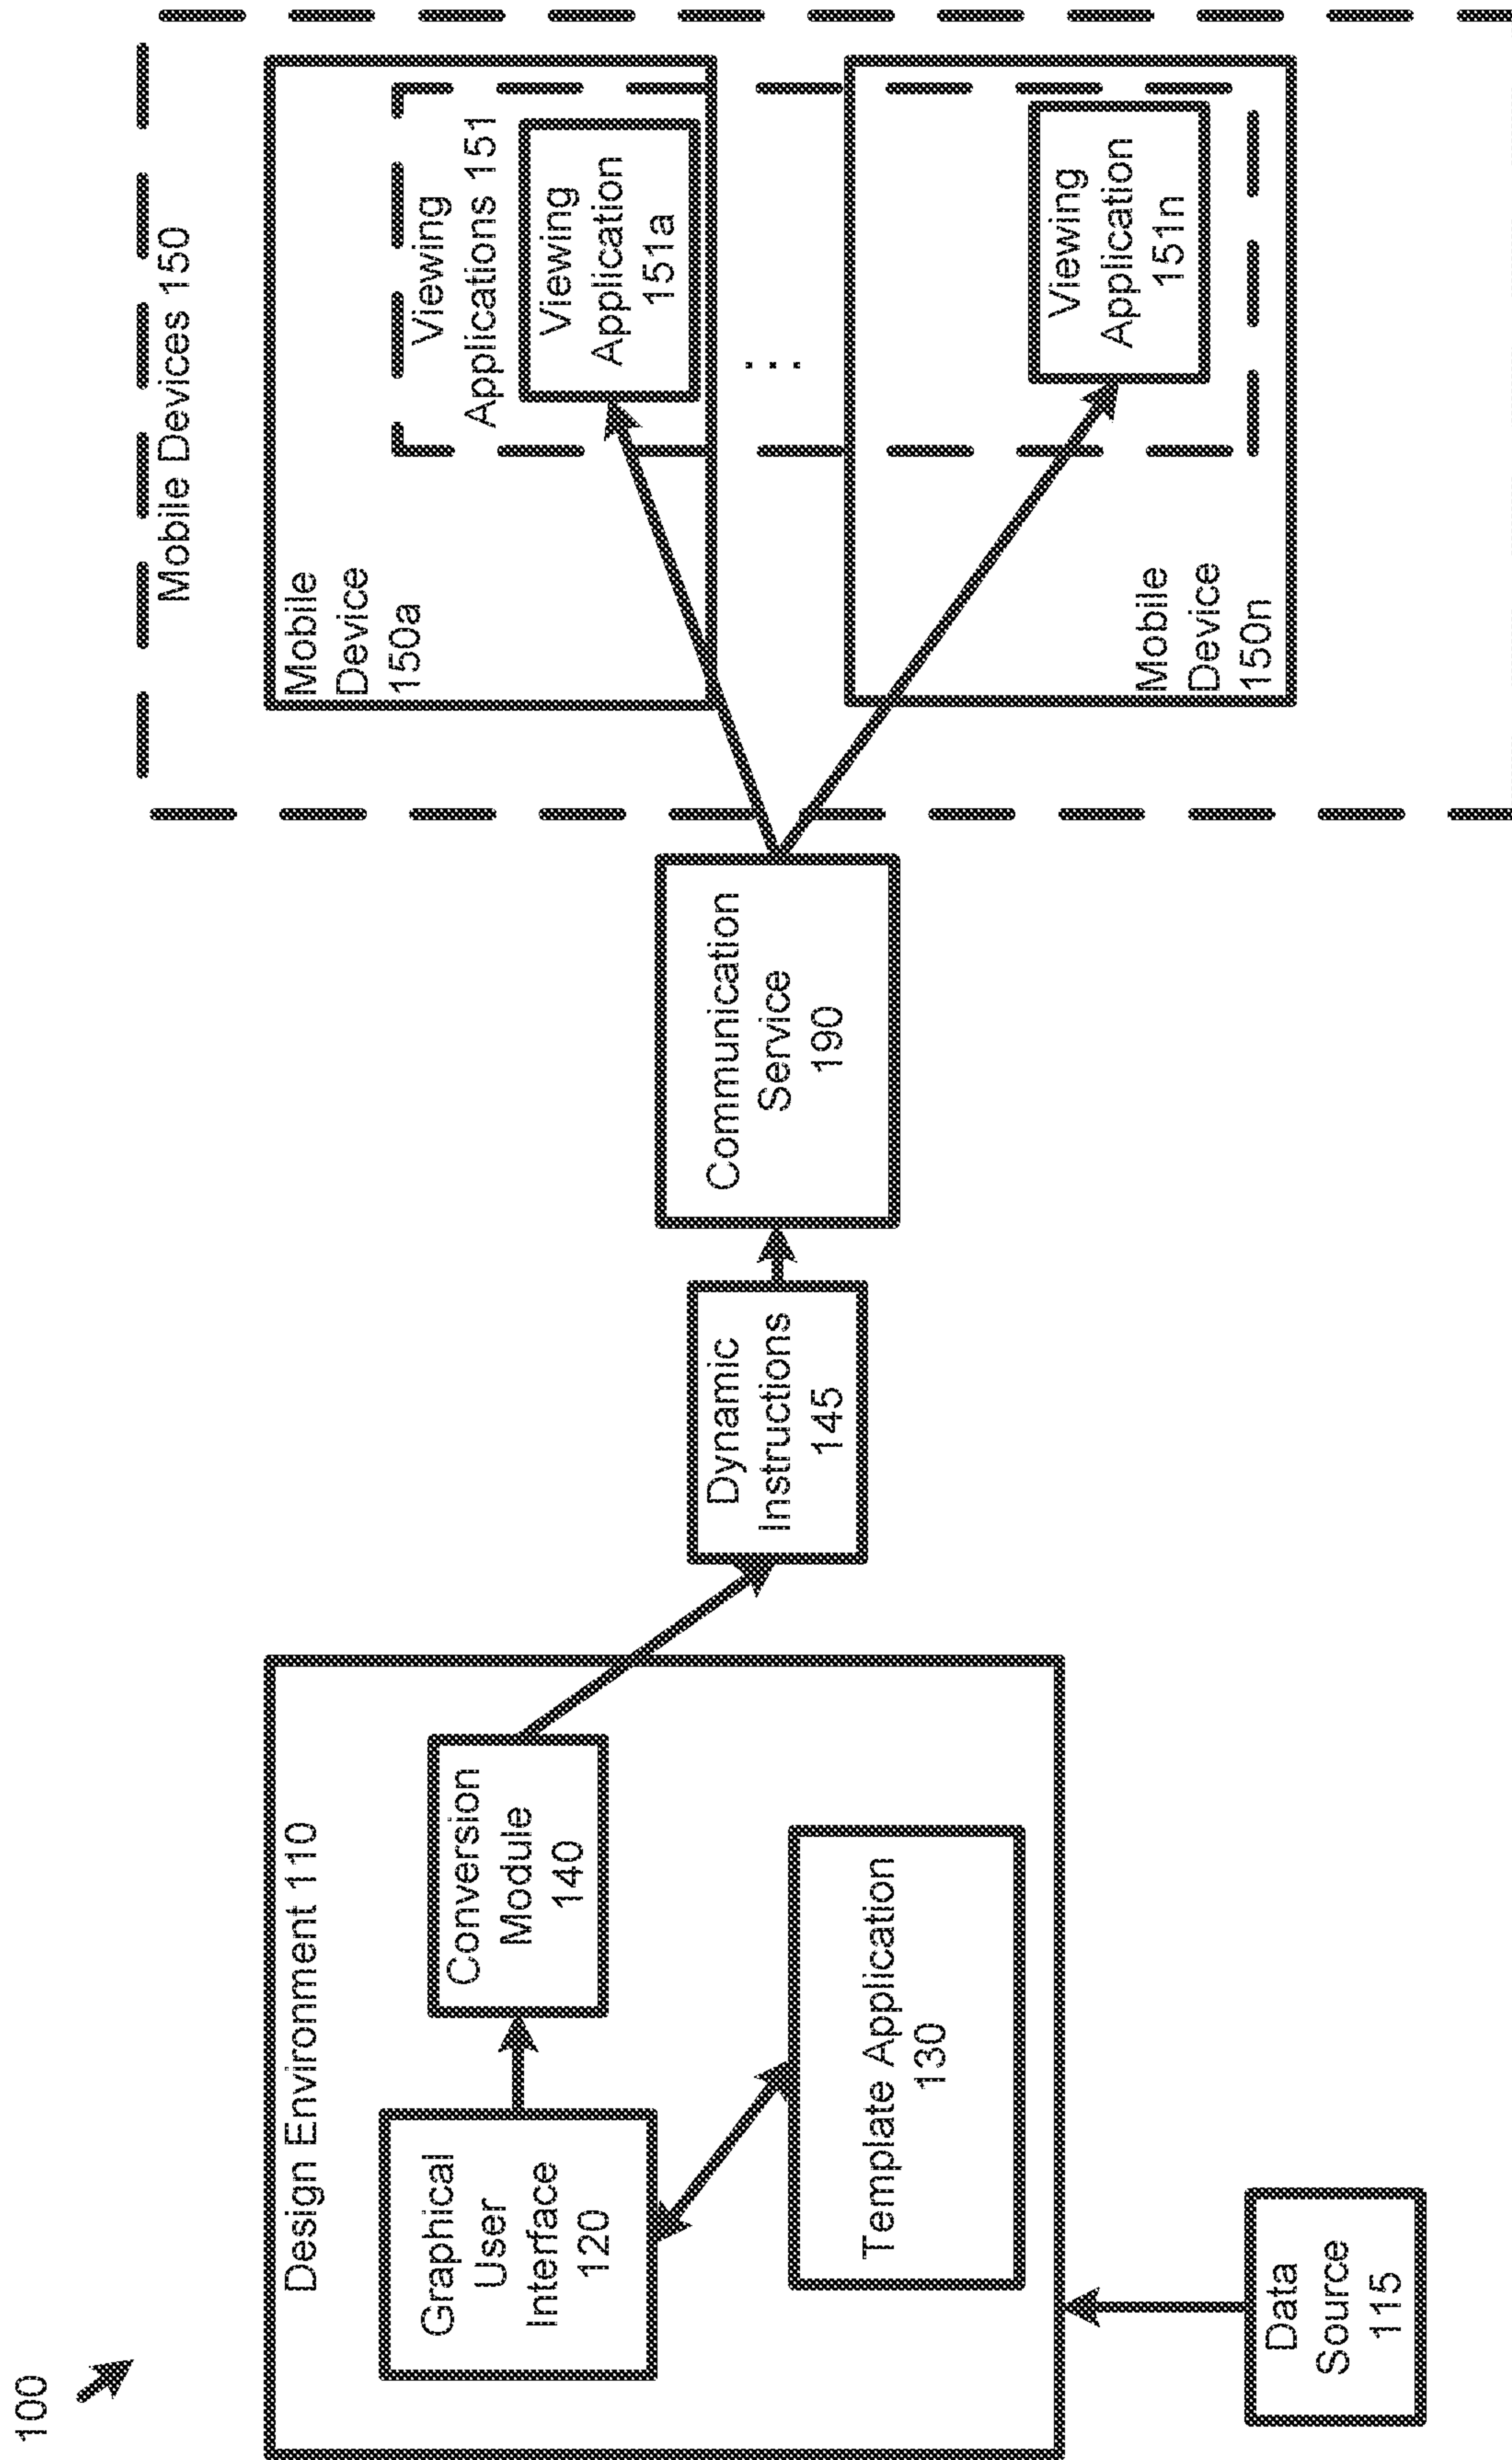 100
Design Environment 110
Graphical
User
Interface
120
Conversion
Module
140
Template Application
130
Data
Source
115
Dynamic
Instructions
145
Communication
Service
190
Mobile Devices 150
Mobile
Device
150a
Viewing
Applications 151
Viewing
Application
151a
...
Mobile
Device
150n
Viewing
Application
151n